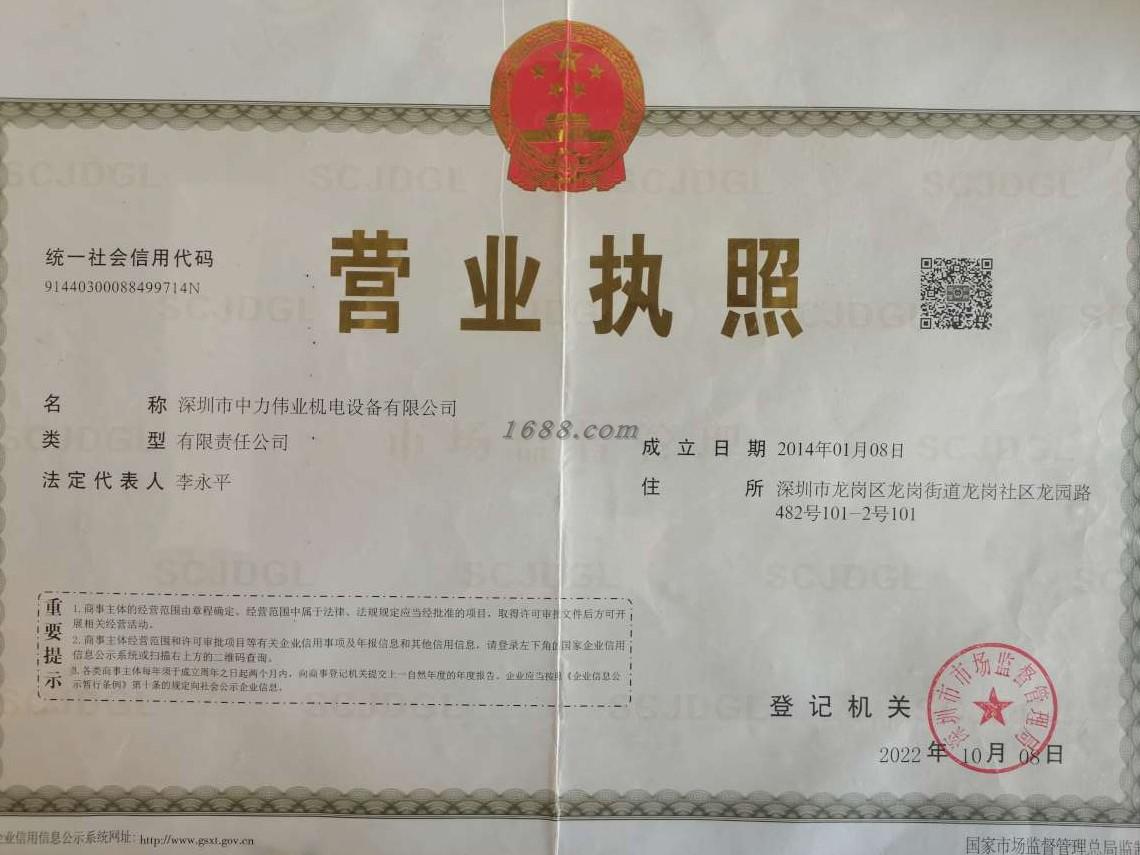 营业执照
统一社会信用代码
91440300088499714N
名 称 深圳市中力伟业机电设备有限公司
类 型 有限责任公司
法定代表人 李永平
1688.com
成立日期 2014年01月08日
住 所 深圳市龙岗区龙岗街道龙岗社区龙园路
482号101—2号101
重要提示
1. 商事主体的经营范围由章程确定。经营范围中属于法律、法规规定应当经批准的项目，取得许可审批文件后方可开
展相关经营活动。
2. 商事主体经营范围和许可审批项目等有关企业信用事项及年报信息和其他信用信息，请登录左下角的国家企业信用
信息公示系统或扫描右上方的二维码查询。
3. 各类商事主体每年须于成立周年之日起两个月内，向商事登记机关提交上一自然年度的年度报告。企业应当按照《企业信息公
示暂行条例》第十条的规定向社会公示企业信息。
登记机关
深圳市市场监督管理局
2022年10月08日
企业信用信息公示系统网址: http://www.gsxt.gov.cn
国家市场监督管理总局监
SCJDGL SCJDGL SCJDGL SCJDGL